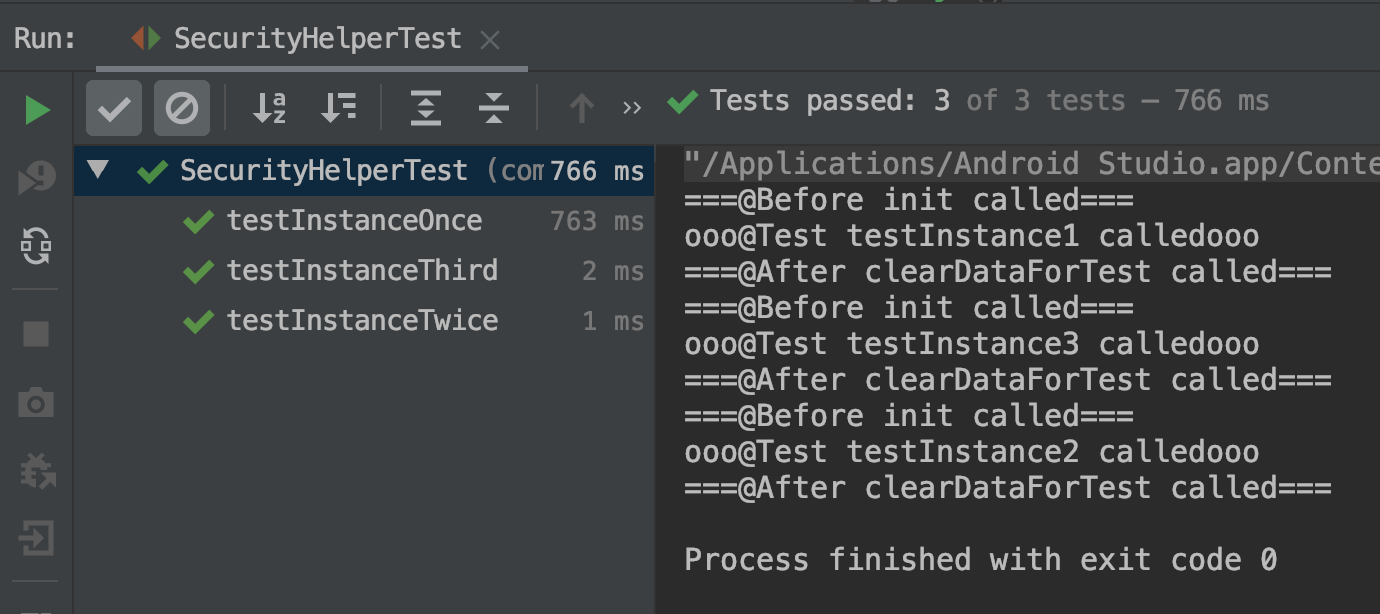 Run: SecurityHelperTest
Tests passed: 3 of 3 tests – 766 ms
SecurityHelperTest (com 766 ms
testInstanceOnce 763 ms
testInstanceThird 2 ms
testInstanceTwice 1 ms
"/Applications/Android Studio.app/Conte
===@Before init called===
ooo@Test testInstance1 calledooo
===@After clearDataForTest called===
===@Before init called===
ooo@Test testInstance3 calledooo
===@After clearDataForTest called===
===@Before init called===
ooo@Test testInstance2 calledooo
===@After clearDataForTest called===
Process finished with exit code 0